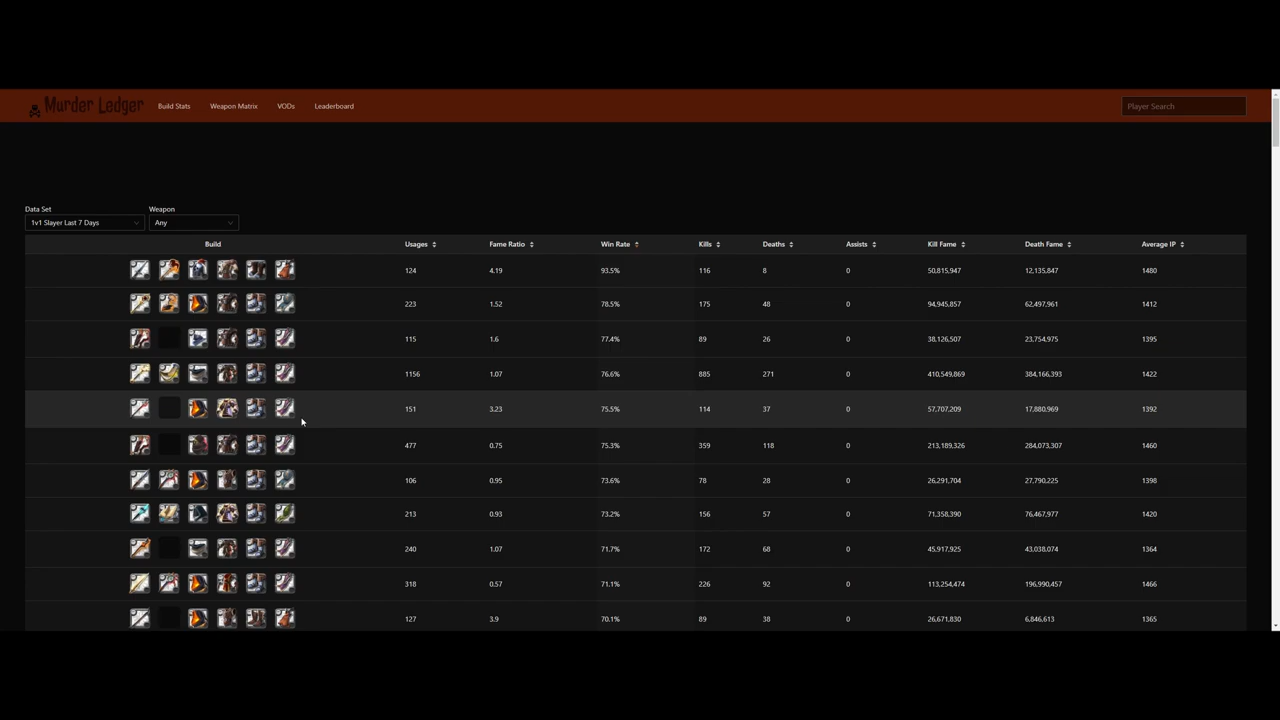 Murder Ledger Build Stats Weapon Matrix VODs Leaderboard Player Search
Data Set Weapon
1v1 Slayer Last 7 Days Any
Build Usages Fame Ratio Win Rate Kills Deaths Assists Kill Fame Death Fame Average IP
124 4.19 93.5% 116 8 0 50,815,947 12,135,847 1480
223 1.52 78.5% 175 48 0 94,945,857 62,497,961 1412
115 1.6 77.4% 89 26 0 38,126,507 23,754,975 1395
1156 1.07 76.6% 885 271 0 410,549,869 384,166,393 1422
151 3.23 75.5% 114 37 0 57,707,209 17,880,969 1392
477 0.75 75.3% 359 118 0 213,189,326 284,073,307 1460
106 0.95 73.6% 78 28 0 26,291,704 27,790,225 1398
213 0.93 73.2% 156 57 0 71,358,390 76,467,977 1420
240 1.07 71.7% 172 68 0 45,917,925 43,038,074 1364
318 0.57 71.1% 226 92 0 113,254,474 196,990,457 1466
127 3.9 70.1% 89 38 0 26,671,830 6,846,613 1365